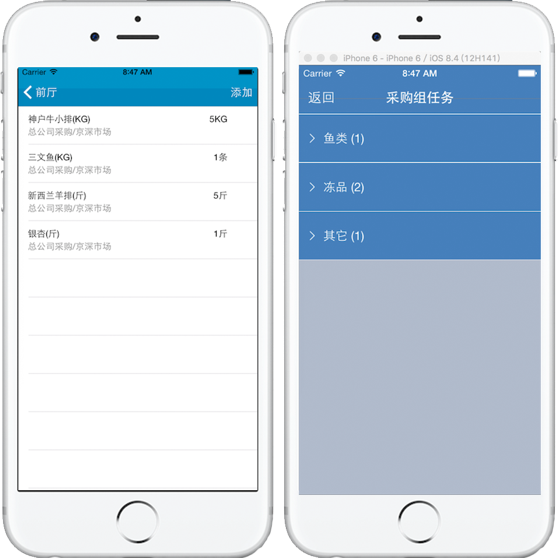 Carrier 8:47 AM
前厅 添加
神户牛小排(KG) 5KG
总公司采购/京深市场
三文鱼(KG) 1条
总公司采购/京深市场
新西兰羊排(斤) 5斤
总公司采购/京深市场
银杏(斤) 1斤
总公司采购/京深市场
iPhone 6 - iPhone 6 / iOS 8.4 (12H141)
Carrier 8:47 AM
返回 采购组任务
鱼类 (1)
冻品 (2)
其它 (1)